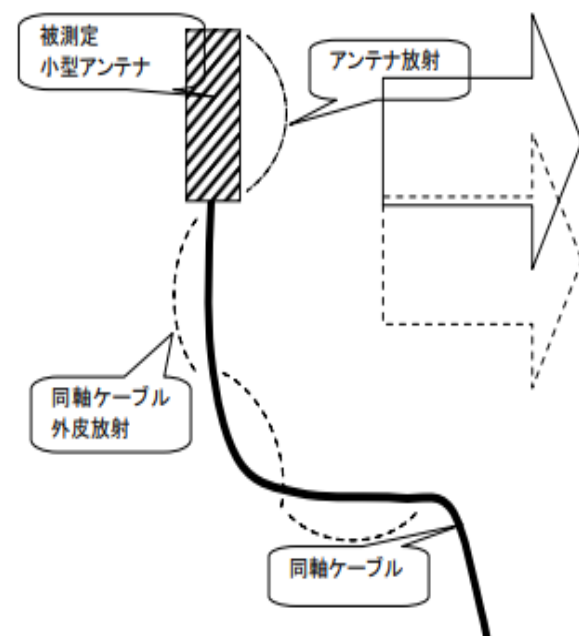 被測定
小型アンテナ
アンテナ放射
同軸ケーブル
外皮放射
同軸ケーブル